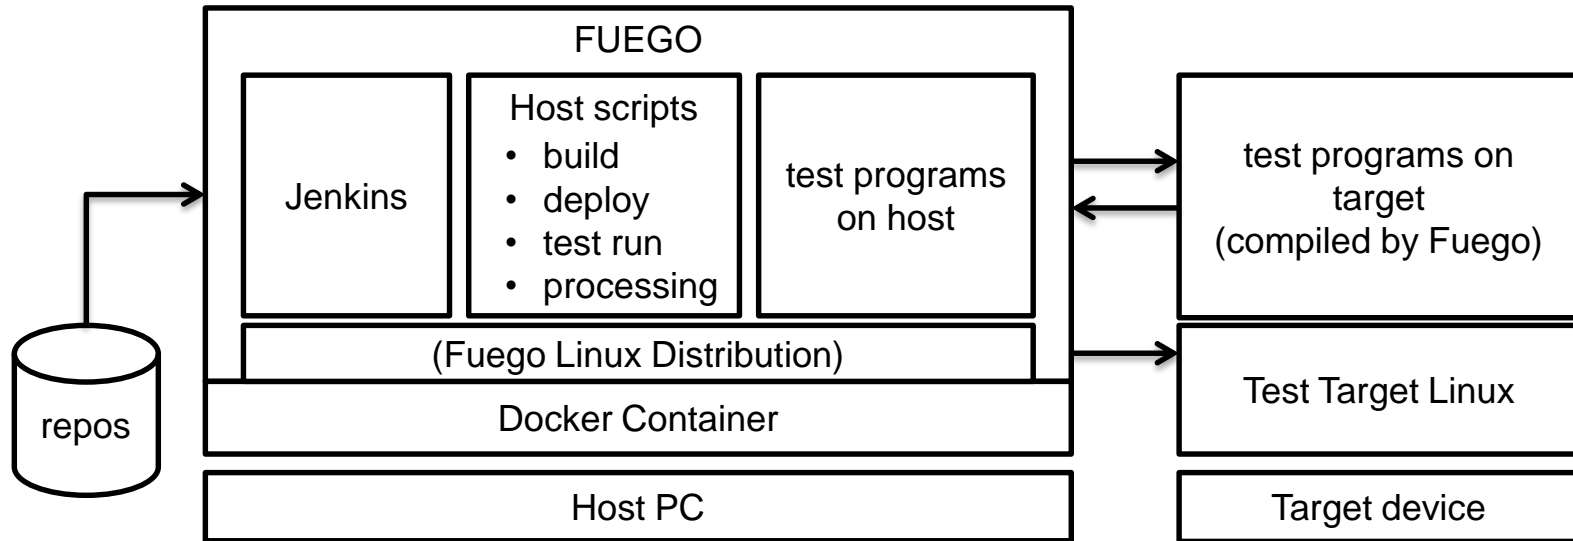 FUEGO
Jenkins
Host scripts
• build
• deploy
• test run
• processing
test programs
on host
test programs on
target
(compiled by Fuego)
(Fuego Linux Distribution)
Docker Container
Test Target Linux
repos
Host PC
Target device